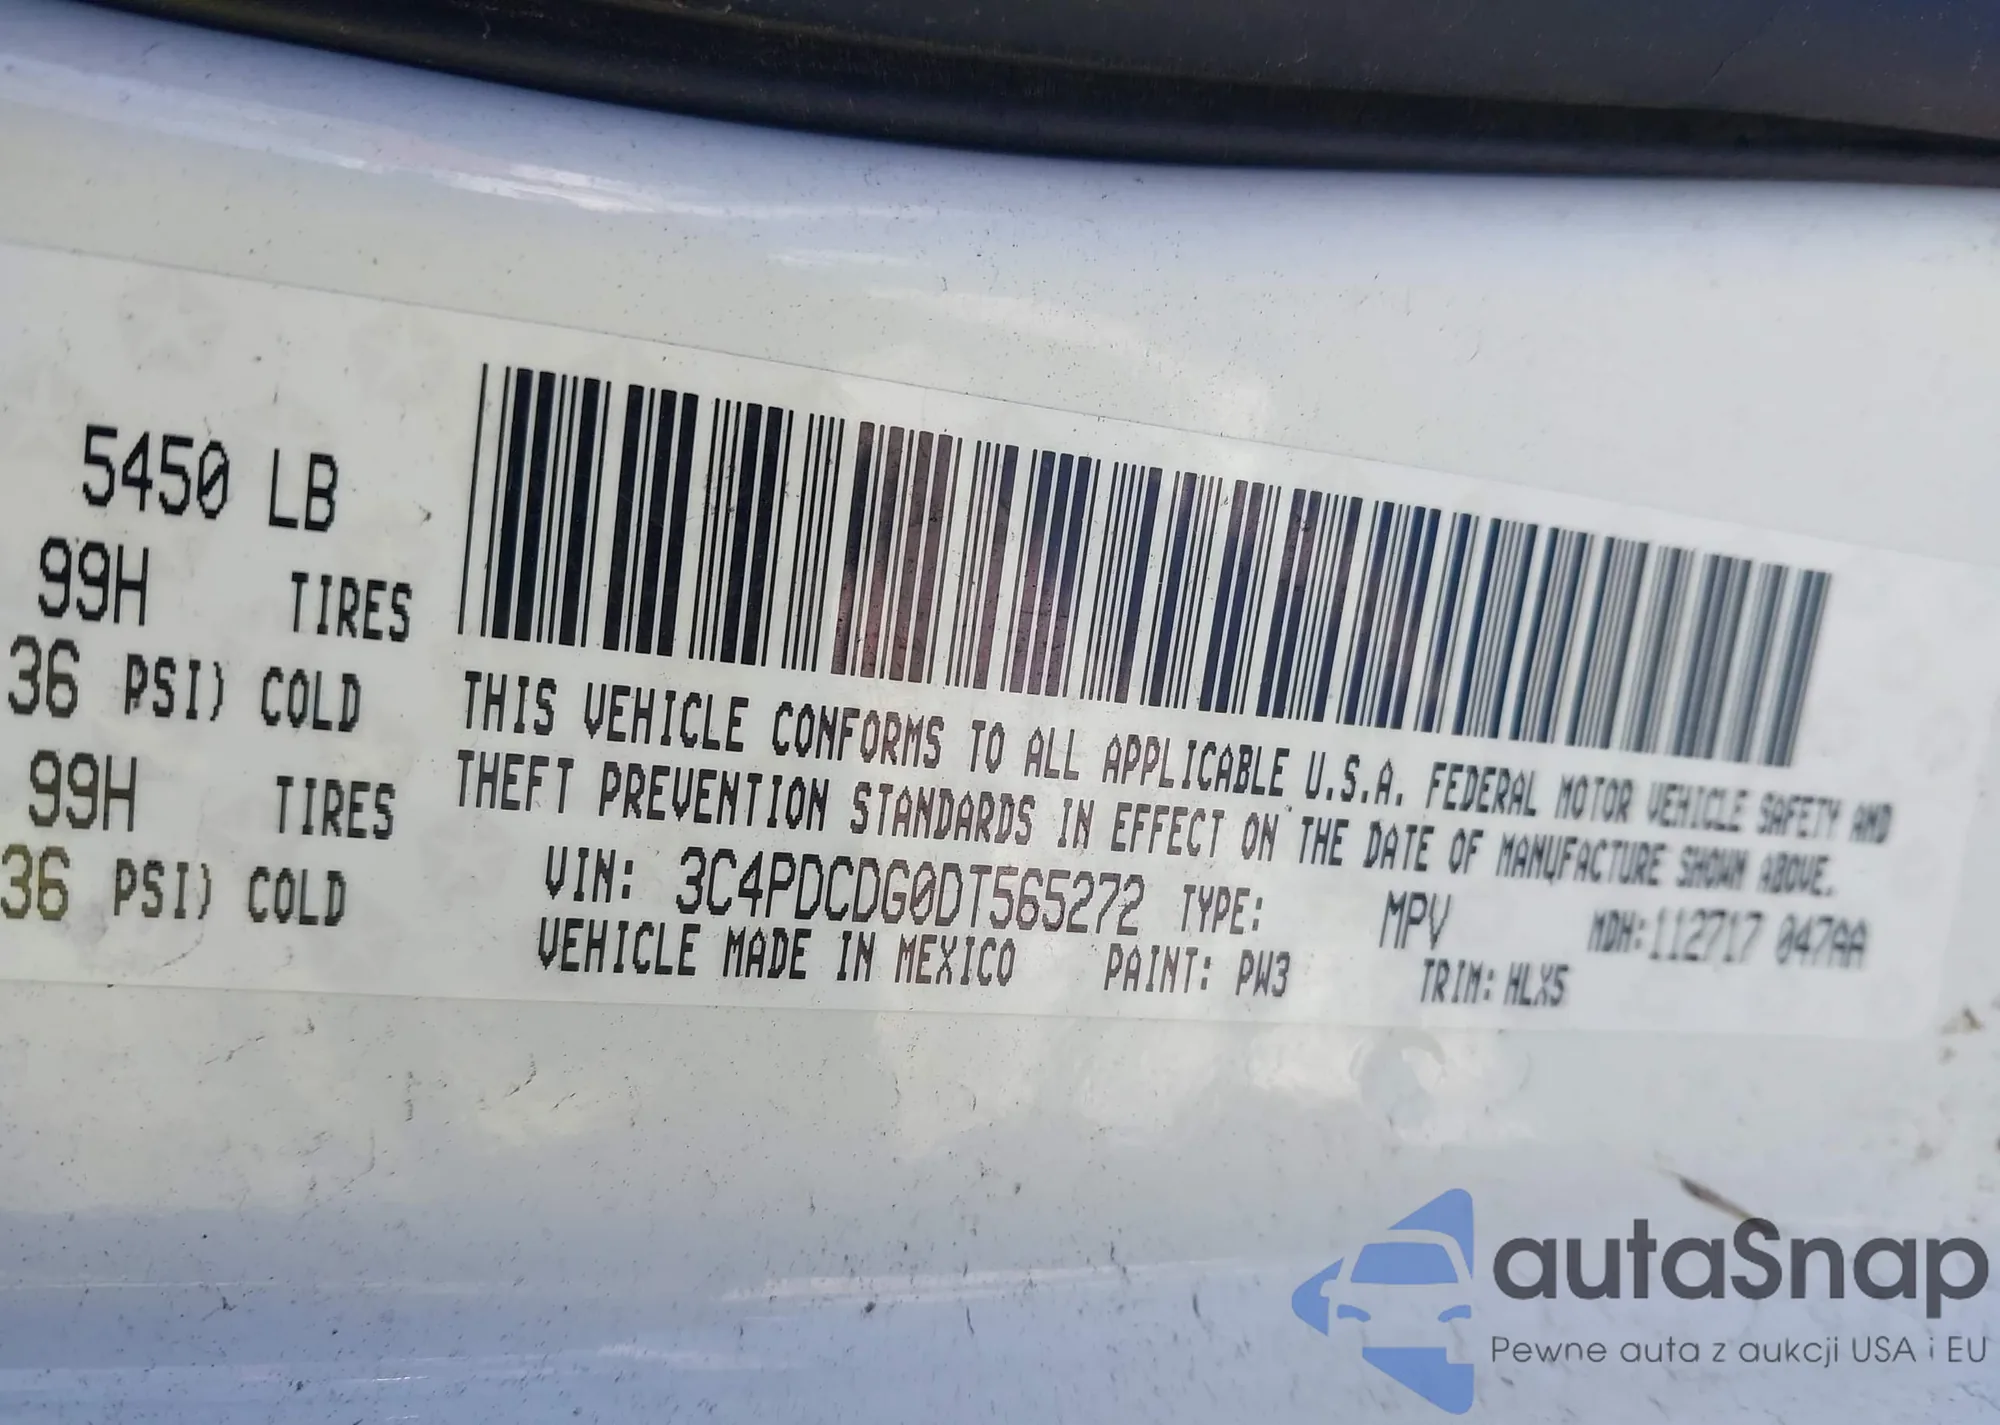 5450 LB
99H TIRES
36 PSI) COLD
99H TIRES
36 PSI) COLD
THIS VEHICLE CONFORMS TO ALL APPLICABLE U.S.A. FEDERAL MOTOR VEHICLE SAFETY AND
THEFT PREVENTION STANDARDS IN EFFECT ON THE DATE OF MANUFACTURE SHOWN ABOVE.
VIN: 3C4PDCDG0DT565272 TYPE: MPV MDH:112717 047AA
VEHICLE MADE IN MEXICO PAINT: PW3 TRIM: HLX5
autaSnap
Pewne auta z aukcji USA i EU